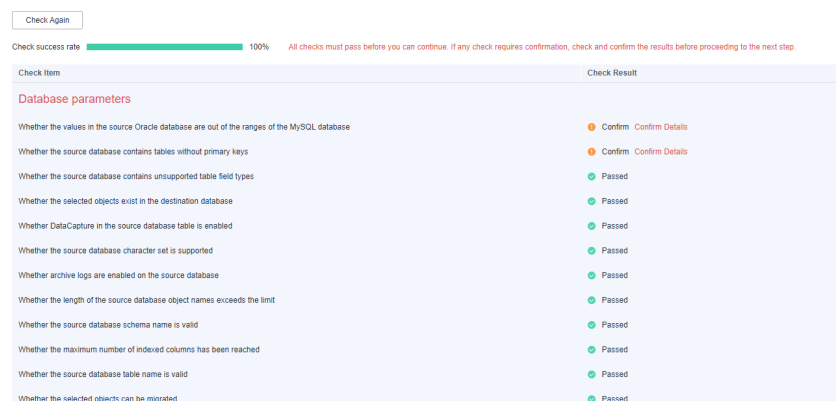 Check Again
Check success rate 100% All checks must pass before you can continue. If any check requires confirmation, check and confirm the results before proceeding to the next step.
Check Item Check Result
Database parameters
Whether the values in the source Oracle database are out of the ranges of the MySQL database Confirm Confirm Details
Whether the source database contains tables without primary keys Confirm Confirm Details
Whether the source database contains unsupported table field types Passed
Whether the selected objects exist in the destination database Passed
Whether DataCapture in the source database table is enabled Passed
Whether the source database character set is supported Passed
Whether archive logs are enabled on the source database Passed
Whether the length of the source database object names exceeds the limit Passed
Whether the source database schema name is valid Passed
Whether the maximum number of indexed columns has been reached Passed
Whether the source database table name is valid Passed
Whether the selected objects can be migrated Passed